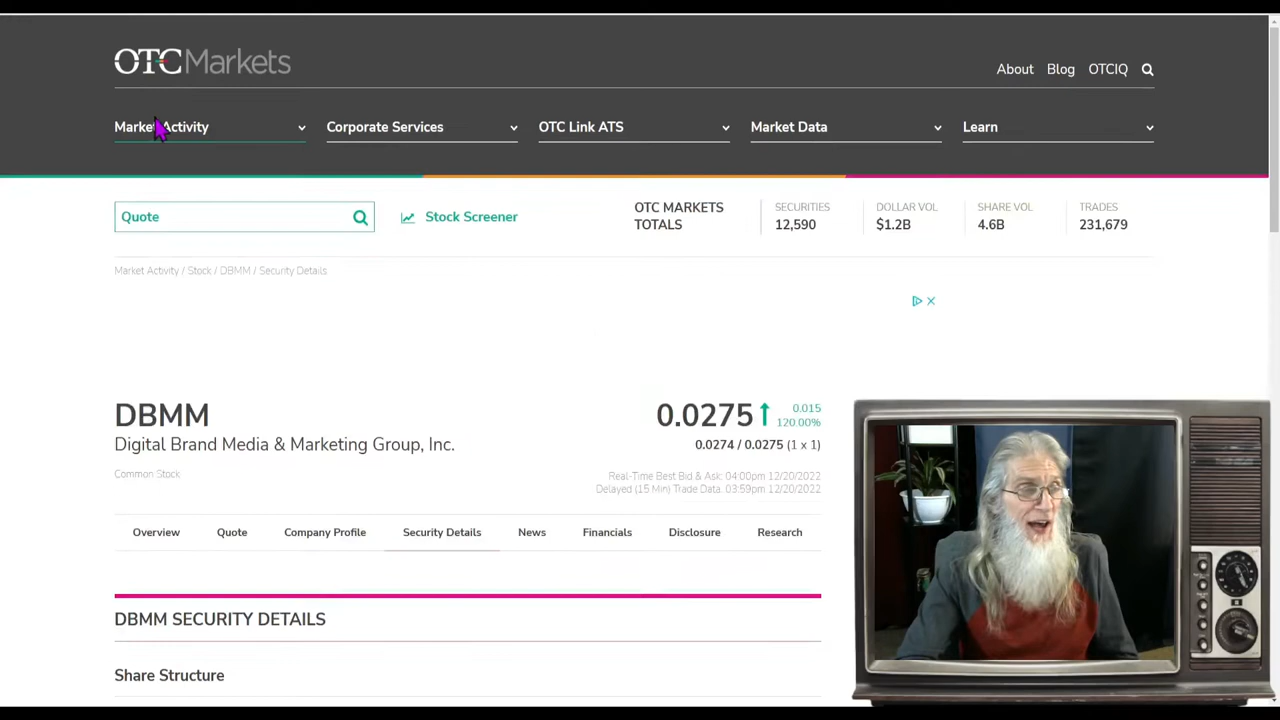 OTC Markets
About Blog OTCIQ
Market Activity Corporate Services OTC Link ATS Market Data Learn
Quote
Stock Screener
OTC MARKETS TOTALS
SECURITIES 12,590
DOLLAR VOL $1.2B
SHARE VOL 4.6B
TRADES 231,679
Market Activity / Stock / DBMM / Security Details
DBMM
0.0275 0.015
120.00%
Digital Brand Media & Marketing Group, Inc.
0.0274 / 0.0275 (1 x 1)
Common Stock
Real-Time Best Bid & Ask: 04:00pm 12/20/2022
Delayed (15 Min) Trade Data: 03:59pm 12/20/2022
Overview Quote Company Profile Security Details News Financials Disclosure Research
DBMM SECURITY DETAILS
Share Structure